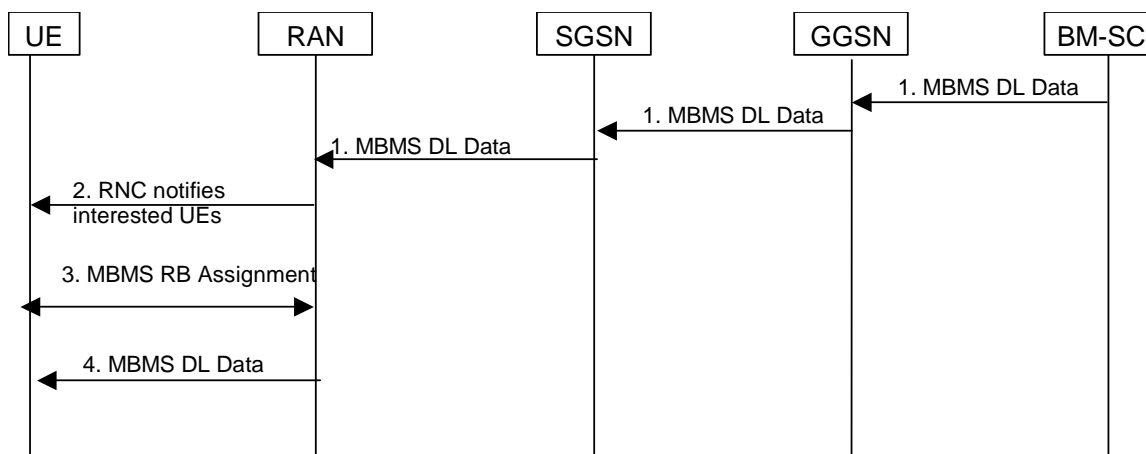 UE
RAN
SGSN
GGSN
BM-SC
1. MBMS DL Data
1. MBMS DL Data
1. MBMS DL Data
2. RNC notifies
interested UEs
3. MBMS RB Assignment
4. MBMS DL Data